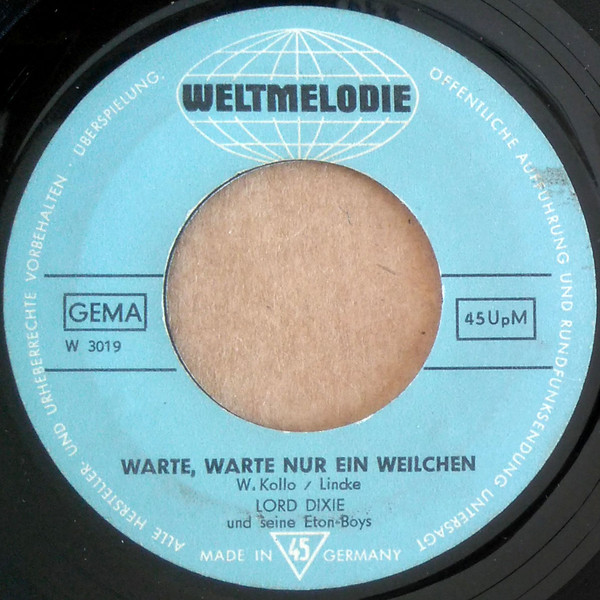 WELTMELODIE
GEMA
W 3019
45 UpM
WARTE, WARTE NUR EIN WEILCHEN
W. Kollo / Lincke
LORD DIXIE
und seine Eton-Boys
MADE IN 45 GERMANY
ALLE HERSTELLER- UND URHEBERRECHTE VORBEHALTEN · ÜBERSPIELUNG, ÖFFENTLICHE AUFFÜHRUNG UND RUNDFUNKSENDUNG UNTERSAGT